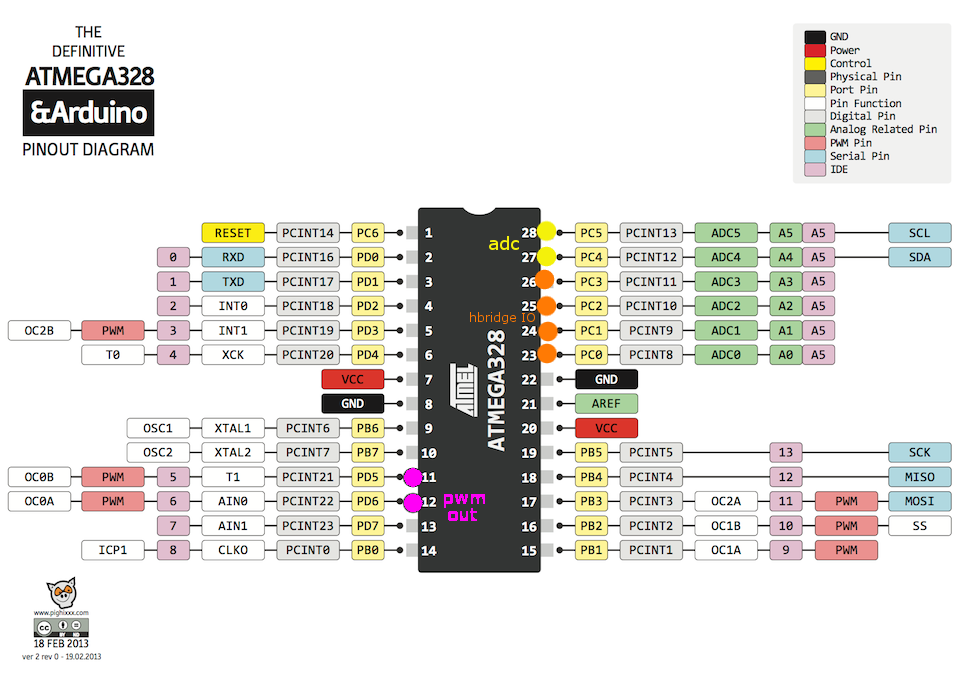 THE
DEFINITIVE
ATMEGA328
&Arduino
PINOUT DIAGRAM
GND
Power
Control
Physical Pin
Port Pin
Pin Function
Digital Pin
Analog Related Pin
PWM Pin
Serial Pin
IDE
RESET PCINT14 PC6 1 28 PC5 PCINT13 ADC5 A5 A5 SCL
adc
0 RXD PCINT16 PD0 2 27 PC4 PCINT12 ADC4 A4 A5 SDA
1 TXD PCINT17 PD1 3 26 PC3 PCINT11 ADC3 A3 A5
2 INT0 PCINT18 PD2 4 25 PC2 PCINT10 ADC2 A2 A5
hbridge IO
OC2B PWM 3 INT1 PCINT19 PD3 5 24 PC1 PCINT9 ADC1 A1 A5
T0 4 XCK PCINT20 PD4 6 23 PC0 PCINT8 ADC0 A0 A5
VCC 7 22 GND
ATMEL
ATMEGA328
GND 8 21 AREF
OSC1 XTAL1 PCINT6 PB6 9 20 VCC
OSC2 XTAL2 PCINT7 PB7 10 19 PB5 PCINT5 13 SCK
OC0B PWM 5 T1 PCINT21 PD5 11 18 PB4 PCINT4 12 MISO
OC0A PWM 6 AIN0 PCINT22 PD6 12 17 PB3 PCINT3 OC2A 11 PWM MOSI
pwm
out
7 AIN1 PCINT23 PD7 13 16 PB2 PCINT2 OC1B 10 PWM SS
ICP1 8 CLKO PCINT0 PB0 14 15 PB1 PCINT1 OC1A 9 PWM
www.pighixxx.com
cc
BY ND
18 FEB 2013
ver 2 rev 0 - 19.02.2013